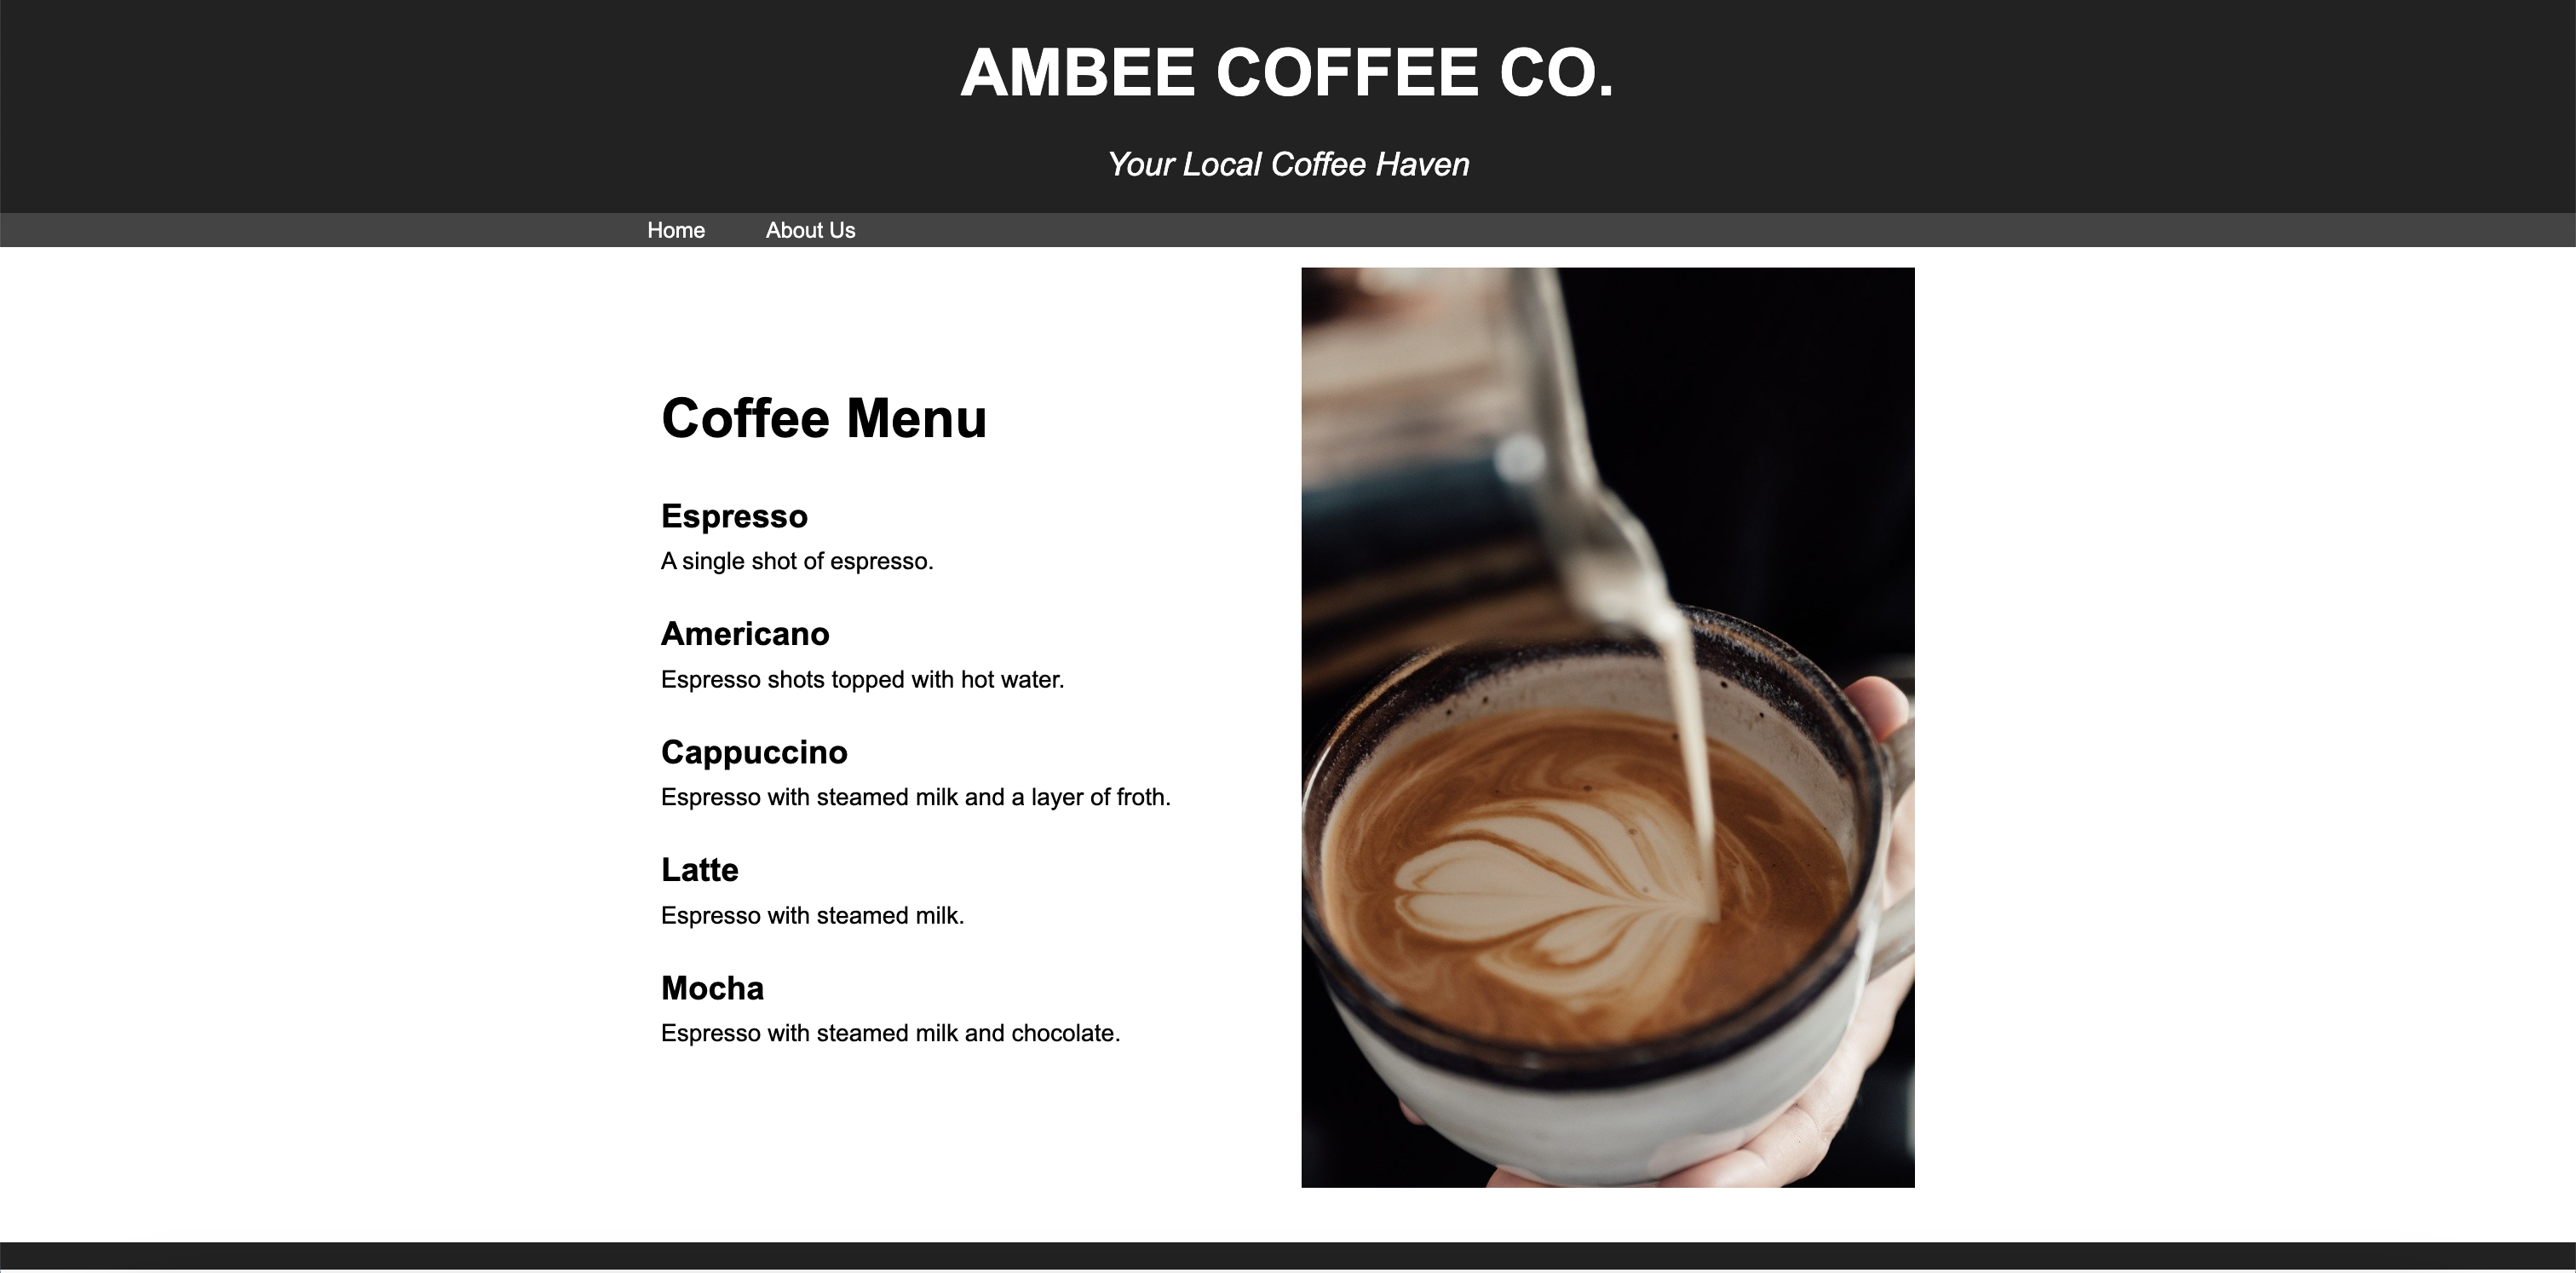 AMBEE COFFEE CO.
Your Local Coffee Haven
Home About Us
Coffee Menu
Espresso
A single shot of espresso.
Americano
Espresso shots topped with hot water.
Cappuccino
Espresso with steamed milk and a layer of froth.
Latte
Espresso with steamed milk.
Mocha
Espresso with steamed milk and chocolate.